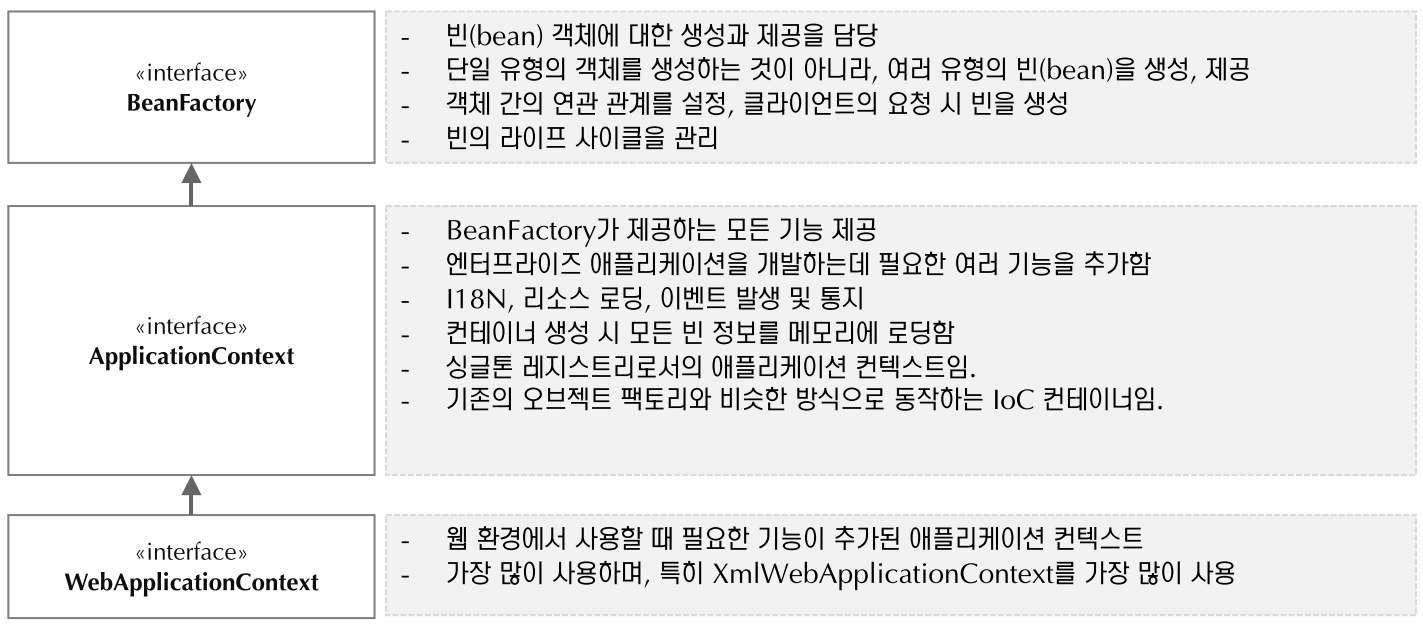 «interface»
BeanFactory
- 빈(bean) 객체에 대한 생성과 제공을 담당
- 단일 유형의 객체를 생성하는 것이 아니라, 여러 유형의 빈(bean)을 생성, 제공
- 객체 간의 연관 관계를 설정, 클라이언트의 요청 시 빈을 생성
- 빈의 라이프 사이클을 관리
«interface»
ApplicationContext
- BeanFactory가 제공하는 모든 기능 제공
- 엔터프라이즈 애플리케이션을 개발하는데 필요한 여러 기능을 추가함
- I18N, 리소스 로딩, 이벤트 발생 및 통지
- 컨테이너 생성 시 모든 빈 정보를 메모리에 로딩함
- 싱글톤 레지스트리로서의 애플리케이션 컨텍스트임.
- 기존의 오브젝트 팩토리와 비슷한 방식으로 동작하는 IoC 컨테이너임.
«interface»
WebApplicationContext
- 웹 환경에서 사용할 때 필요한 기능이 추가된 애플리케이션 컨텍스트
- 가장 많이 사용하며, 특히 XmlWebApplicationContext를 가장 많이 사용